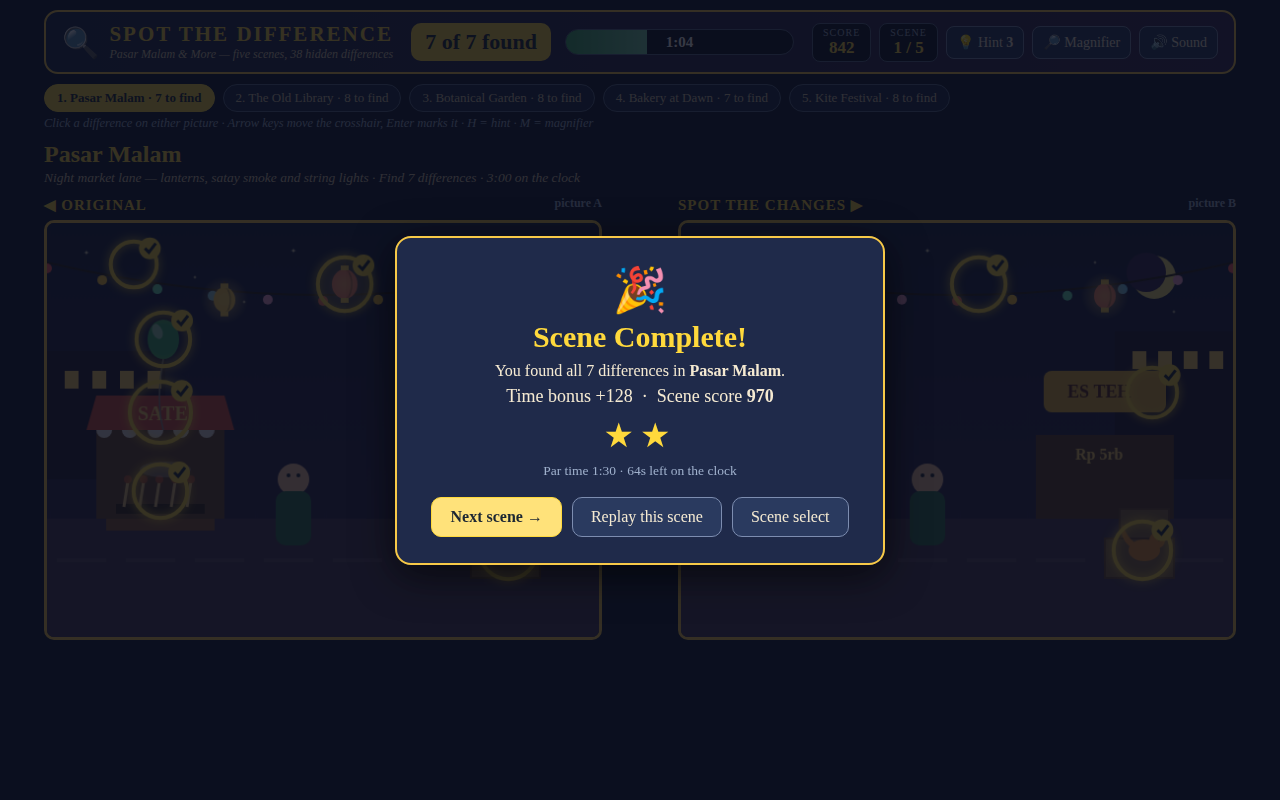 SPOT THE DIFFERENCE
Pasar Malam & More — five scenes, 38 hidden differences
7 of 7 found
1:04
SCORE
842
SCENE
1 / 5
💡 Hint 3
🔎 Magnifier
🔊 Sound
1. Pasar Malam · 7 to find
2. The Old Library · 8 to find
3. Botanical Garden · 8 to find
4. Bakery at Dawn · 7 to find
5. Kite Festival · 8 to find
Click a difference on either picture · Arrow keys move the crosshair, Enter marks it · H = hint · M = magnifier
Pasar Malam
Night market lane — lanterns, satay smoke and string lights · Find 7 differences · 3:00 on the clock
◀ ORIGINAL
picture A
SPOT THE CHANGES ▶
picture B
SATE
ES TEH
Rp 5rb
Scene Complete!
You found all 7 differences in Pasar Malam.
Time bonus +128 · Scene score 970
★ ★
Par time 1:30 · 64s left on the clock
Next scene →
Replay this scene
Scene select